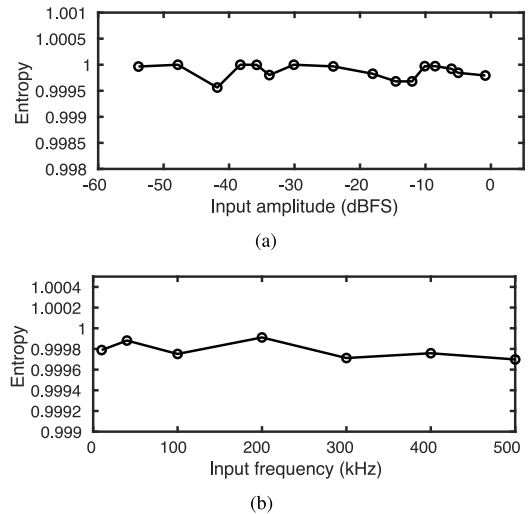 1.001
1.0005
1
0.9995
0.999
0.9985
0.998
Entropy
-60 -50 -40 -30 -20 -10 0
Input amplitude (dBFS)
(a)
1.0004
1.0002
1
0.9998
0.9996
0.9994
0.9992
0.999
Entropy
0 100 200 300 400 500
Input frequency (kHz)
(b)